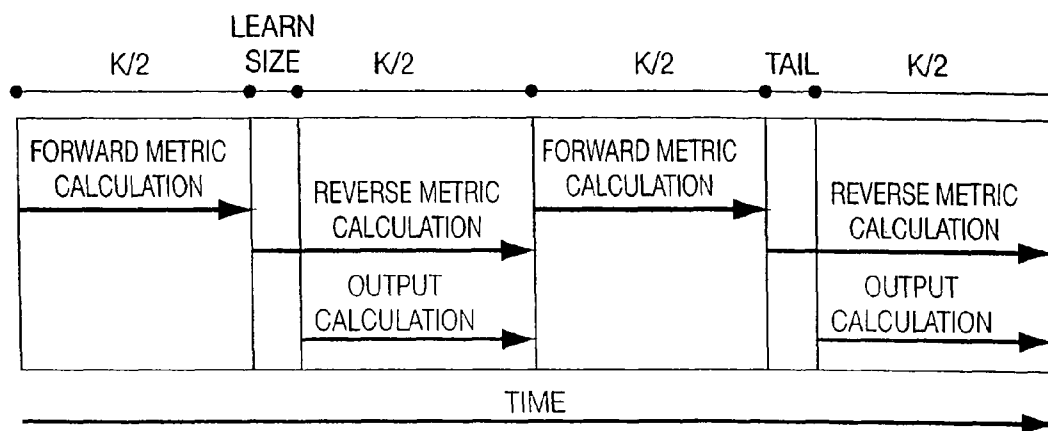 LEARN
SIZE
K/2
K/2
K/2
TAIL
K/2
FORWARD METRIC
CALCULATION
REVERSE METRIC
CALCULATION
OUTPUT
CALCULATION
FORWARD METRIC
CALCULATION
REVERSE METRIC
CALCULATION
OUTPUT
CALCULATION
TIME